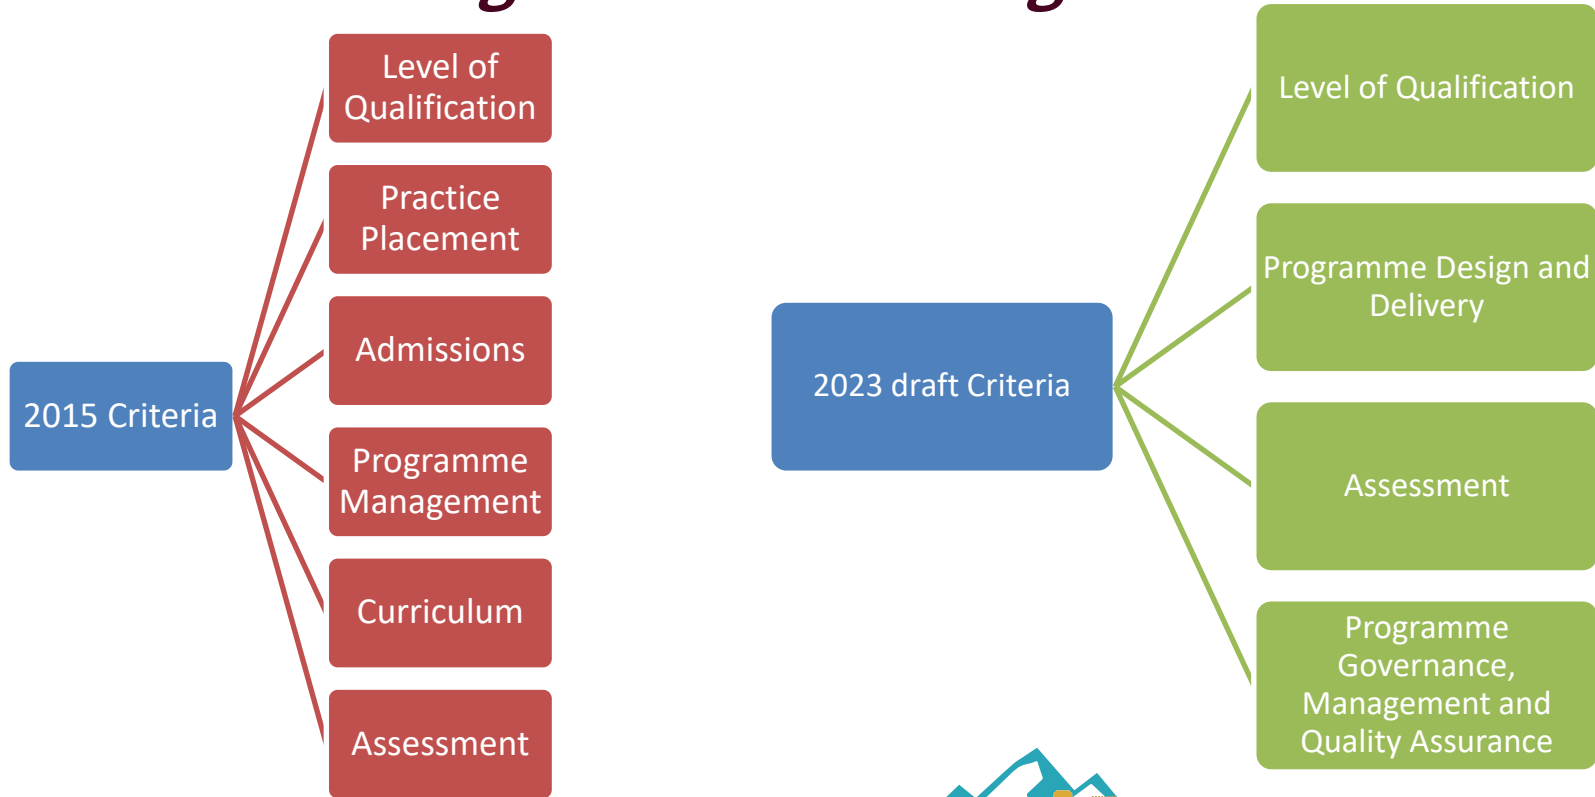 Level of
Qualification
Practice
Placement
Admissions
2015 Criteria
Programme
Management
Curriculum
Assessment
Level of Qualification
Programme Design and
Delivery
2023 draft Criteria
Assessment
Programme
Governance,
Management and
Quality Assurance